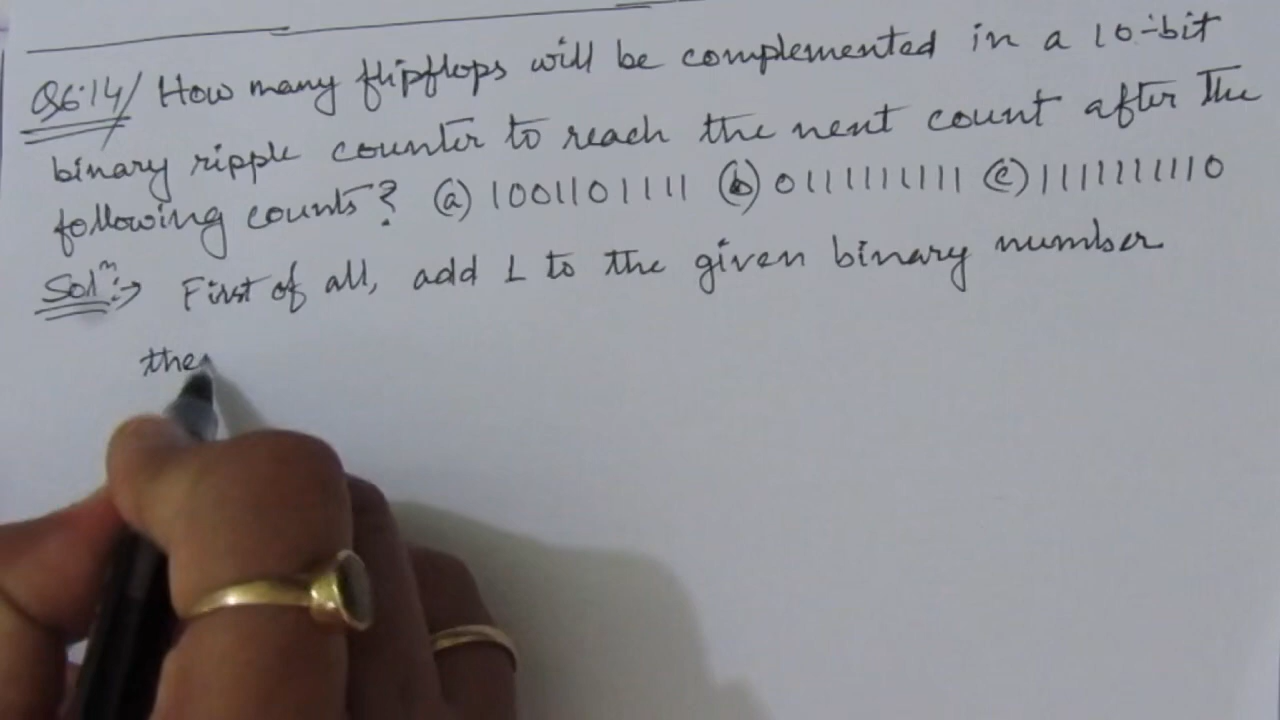 Q6.14/ How many flipflops will be complemented in a 10-bit
binary ripple counter to reach the next count after The
following counts? (a) 1001101111 (b) 0111111111 (c) 1111111110
Solⁿ:→ First of all, add 1 to the given binary number
the